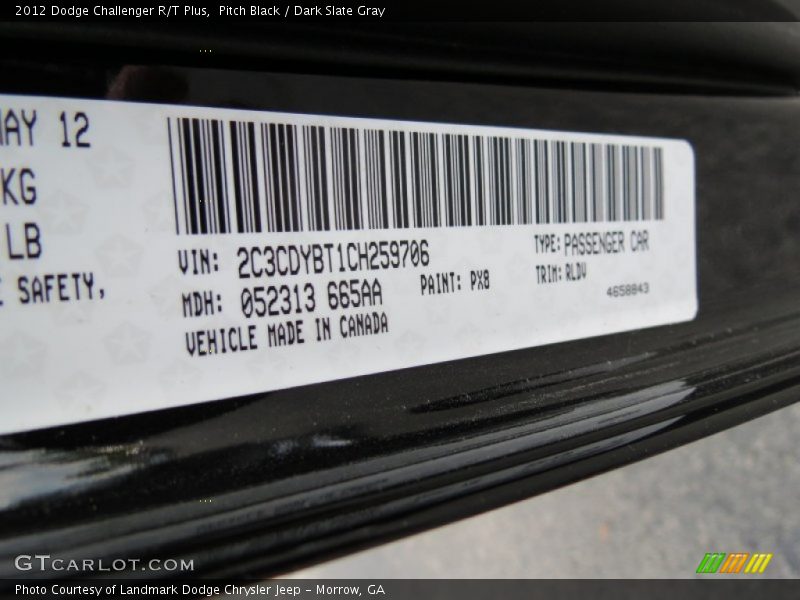 2012 Dodge Challenger R/T Plus,  Pitch Black / Dark Slate Gray
MAY 12
KG
LB
SAFETY,
VIN: 2C3CDYBT1CH259706
TYPE: PASSENGER CAR
MDH: 052313 665AA
PAINT: PX8
TRIM: RLDV
4658843
VEHICLE MADE IN CANADA
GTCARLOT.COM
Photo Courtesy of Landmark Dodge Chrysler Jeep - Morrow, GA